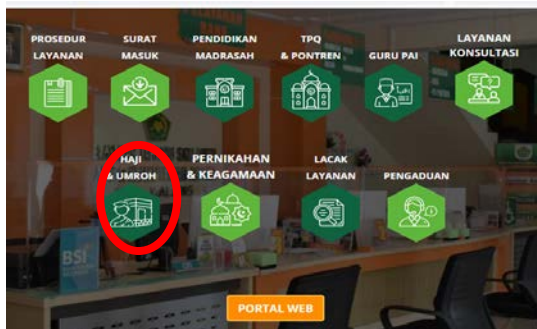 PROSEDUR LAYANAN
SURAT MASUK
PENDIDIKAN MADRASAH
TPQ & PONTREN
GURU PAI
LAYANAN KONSULTASI
HAJI & UMROH
PERNIKAHAN & KEAGAMAAN
LACAK LAYANAN
PENGADUAN
BSI
PORTAL WEB